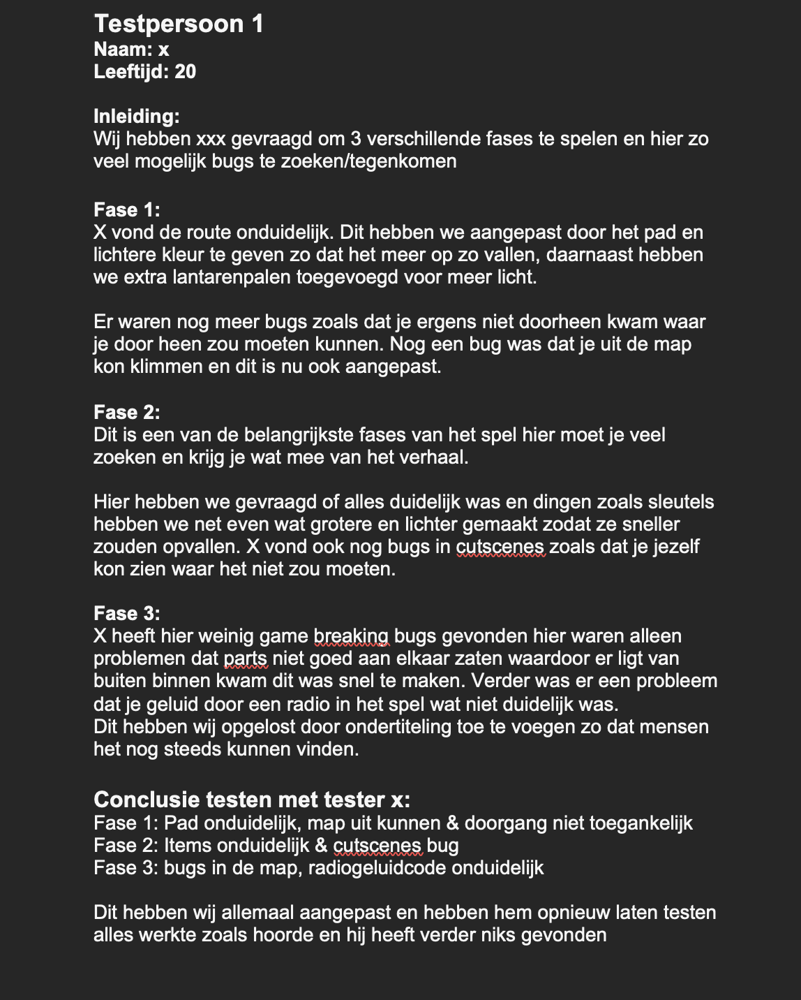 Testpersoon 1
Naam: x
Leeftijd: 20
Inleiding:
Wij hebben xxx gevraagd om 3 verschillende fases te spelen en hier zo
veel mogelijk bugs te zoeken/tegenkomen
Fase 1:
X vond de route onduidelijk. Dit hebben we aangepast door het pad en
lichtere kleur te geven zo dat het meer op zo vallen, daarnaast hebben
we extra lantarenpalen toegevoegd voor meer licht.
Er waren nog meer bugs zoals dat je ergens niet doorheen kwam waar
je door heen zou moeten kunnen. Nog een bug was dat je uit de map
kon klimmen en dit is nu ook aangepast.
Fase 2:
Dit is een van de belangrijkste fases van het spel hier moet je veel
zoeken en krijg je wat mee van het verhaal.
Hier hebben we gevraagd of alles duidelijk was en dingen zoals sleutels
hebben we net even wat grotere en lichter gemaakt zodat ze sneller
zouden opvallen. X vond ook nog bugs in cutscenes zoals dat je jezelf
kon zien waar het niet zou moeten.
Fase 3:
X heeft hier weinig game breaking bugs gevonden hier waren alleen
problemen dat parts niet goed aan elkaar zaten waardoor er ligt van
buiten binnen kwam dit was snel te maken. Verder was er een probleem
dat je geluid door een radio in het spel wat niet duidelijk was.
Dit hebben wij opgelost door ondertiteling toe te voegen zo dat mensen
het nog steeds kunnen vinden.
Conclusie testen met tester x:
Fase 1: Pad onduidelijk, map uit kunnen & doorgang niet toegankelijk
Fase 2: Items onduidelijk & cutscenes bug
Fase 3: bugs in de map, radiogeluidcode onduidelijk
Dit hebben wij allemaal aangepast en hebben hem opnieuw laten testen
alles werkte zoals hoorde en hij heeft verder niks gevonden